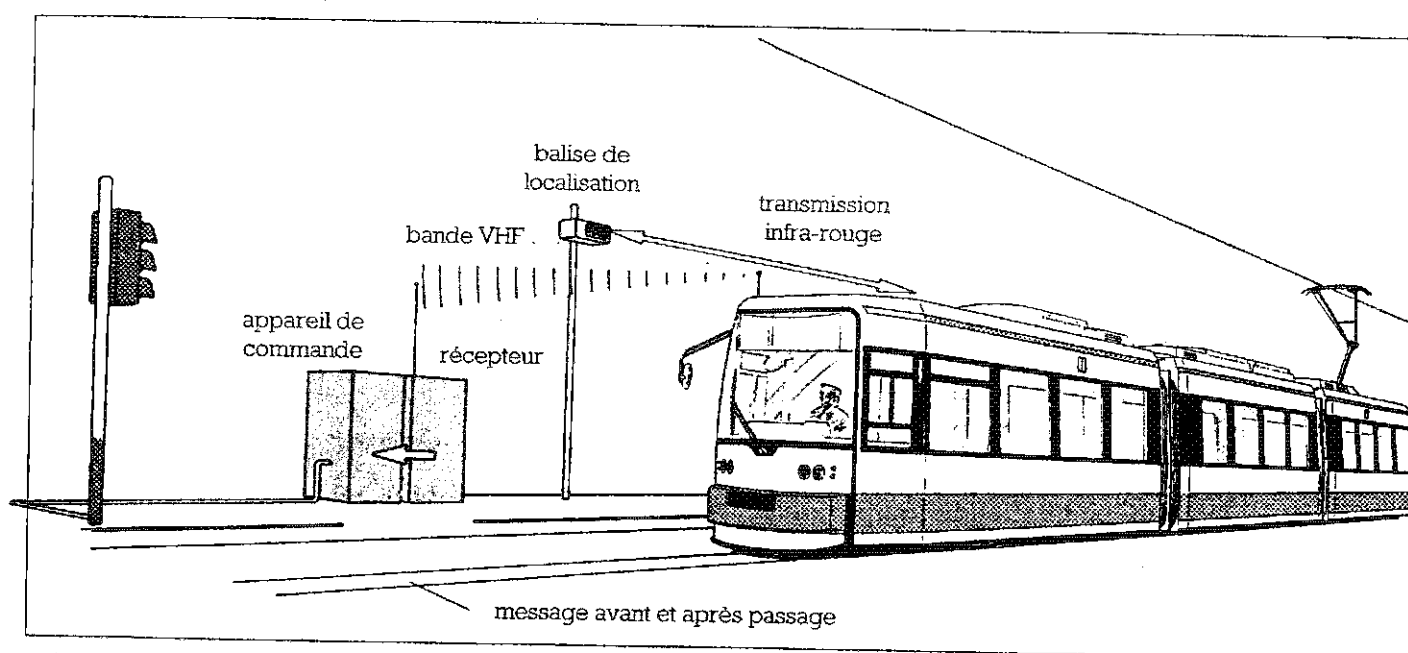 balise de
localisation
transmission
infra-rouge
bande VHF
appareil de
commande
récepteur
message avant et après passage